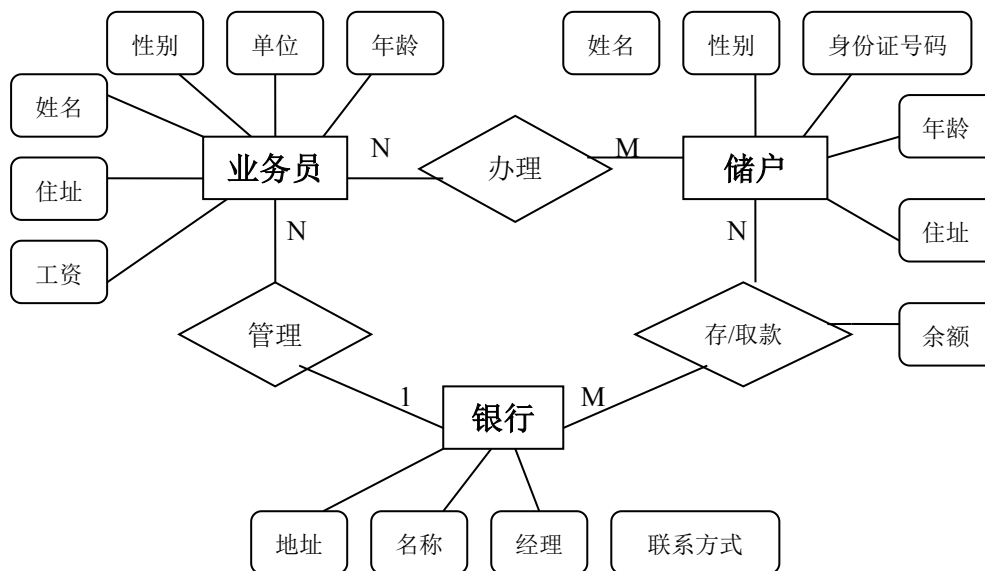 性别 单位 年龄 姓名 性别 身份证号码
姓名 年龄
业务员 N 办理 M 储户
住址 住址
N N
工资
管理 存/取款 余额
1 银行 M
地址 名称 经理 联系方式